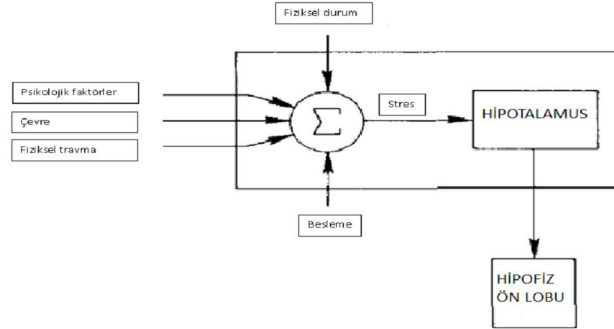 Fiziksel durum
Psikolojik faktörler
Çevre
Fiziksel travma
Σ
Stres
HİPOTALAMUS
Besleme
HİPOFİZ
ÖN LOBU